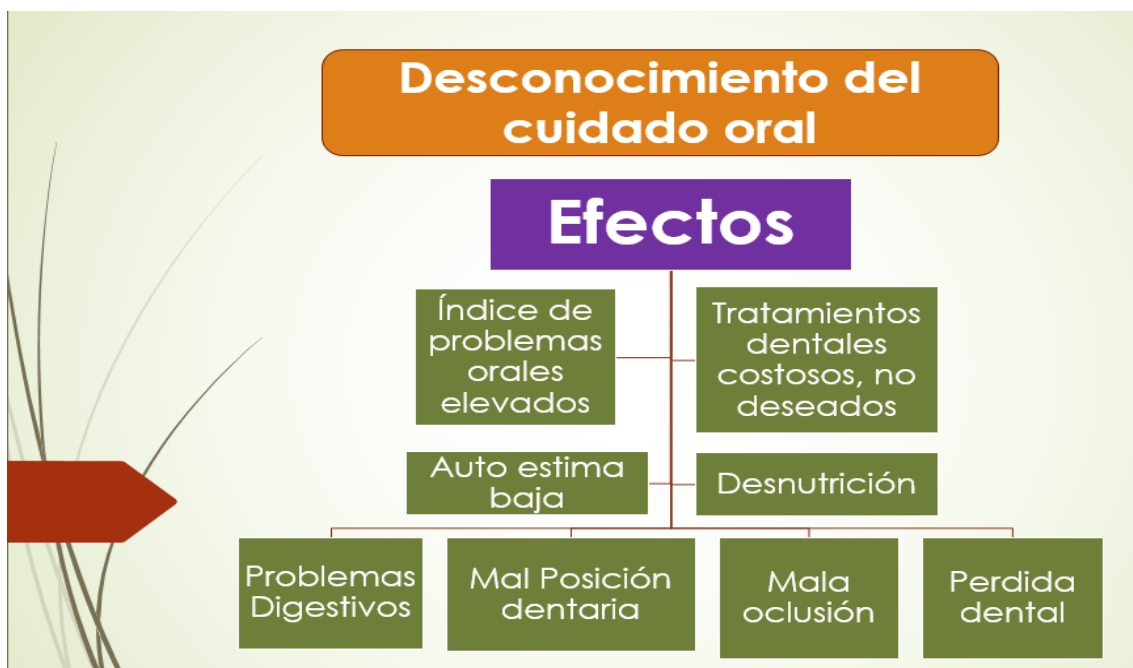 Desconocimiento del
cuidado oral
Efectos
Índice de
problemas
orales
elevados
Tratamientos
dentales
costosos, no
deseados
Auto estima
baja
Desnutrición
Problemas
Digestivos
Mal Posición
dentaria
Mala
oclusión
Perdida
dental